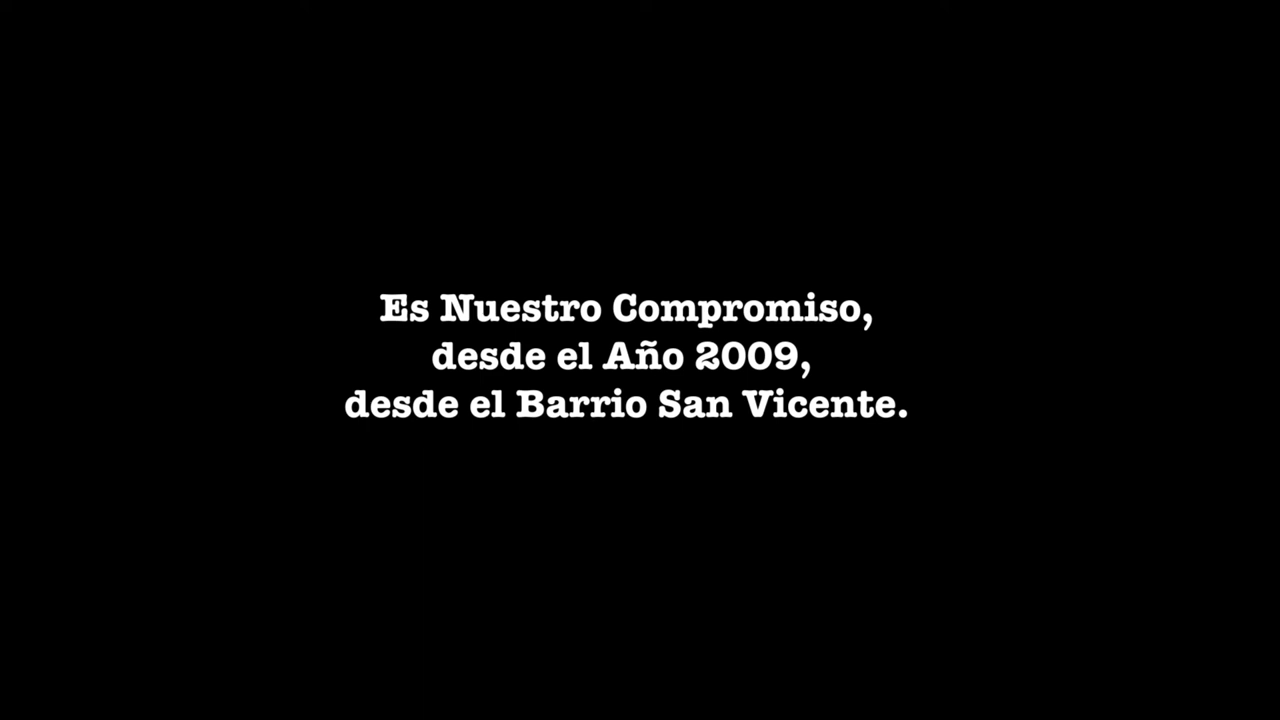 Es Nuestro Compromiso,
desde el Año 2009,
desde el Barrio San Vicente.